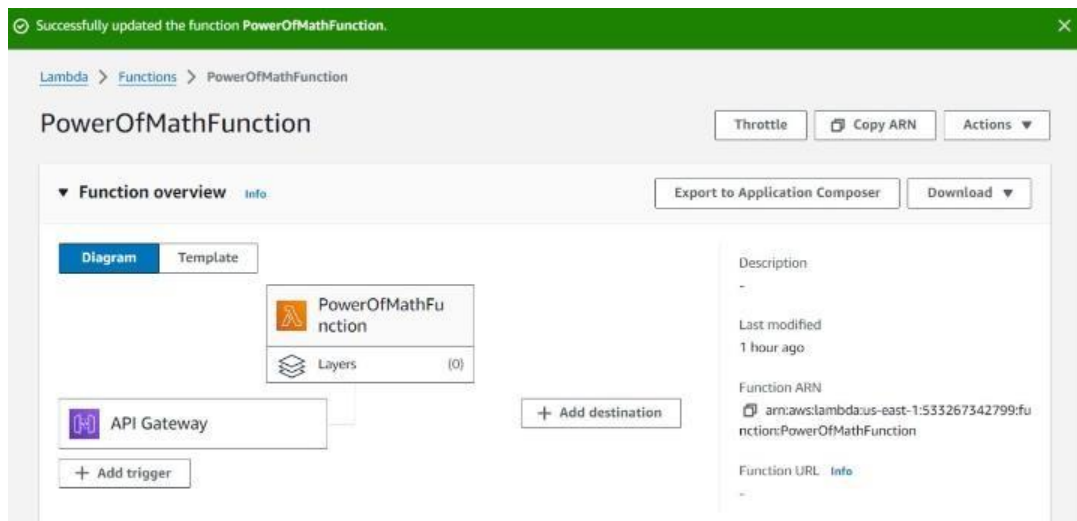 Successfully updated the function PowerOfMathFunction.
Lambda > Functions > PowerOfMathFunction
PowerOfMathFunction
Throttle
Copy ARN
Actions
Function overview Info
Export to Application Composer
Download
Diagram
Template
PowerOfMathFu
nction
Layers (0)
API Gateway
+ Add trigger
+ Add destination
Description
-
Last modified
1 hour ago
Function ARN
arn:aws:lambda:us-east-1:533267342799:fu
nction:PowerOfMathFunction
Function URL Info
-